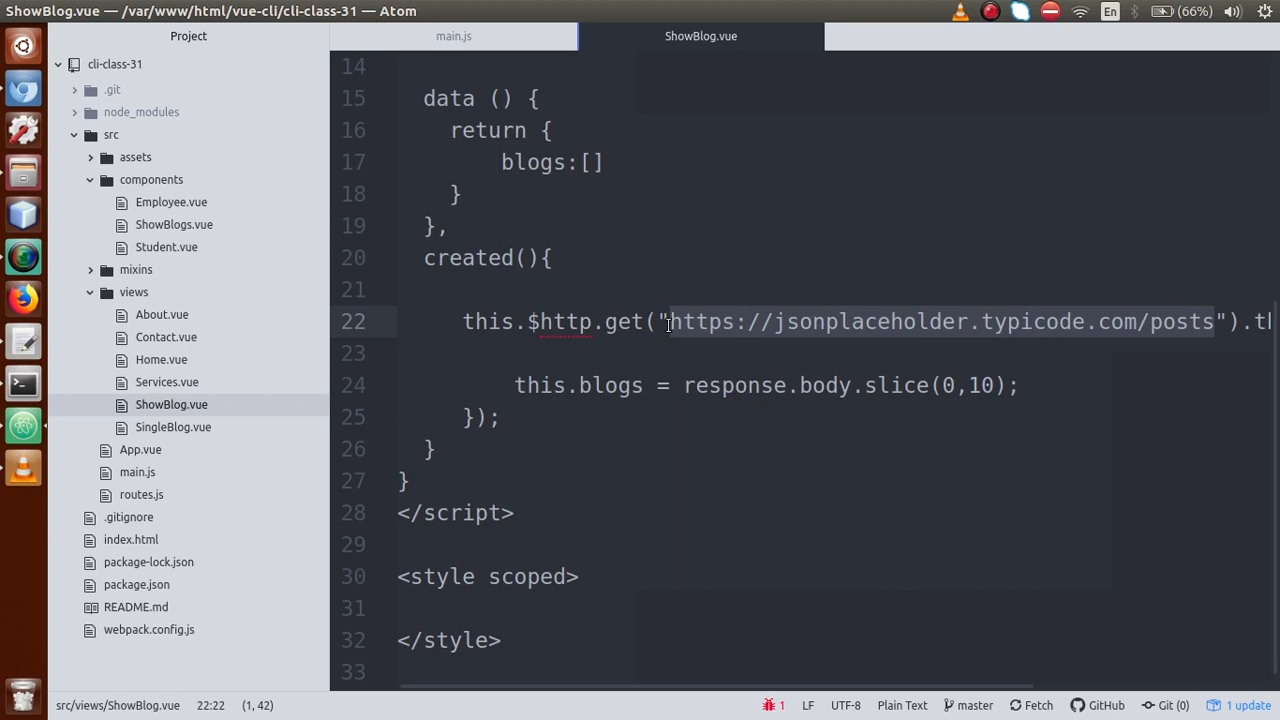 ShowBlog.vue — /var/www/html/vue-cli/cli-class-31 — Atom
En
(66%)
Project
main.js
ShowBlog.vue
cli-class-31
.git
node_modules
src
assets
components
Employee.vue
ShowBlogs.vue
Student.vue
mixins
views
About.vue
Contact.vue
Home.vue
Services.vue
ShowBlog.vue
SingleBlog.vue
App.vue
main.js
routes.js
.gitignore
index.html
package-lock.json
package.json
README.md
webpack.config.js
14
15 data () {
16 return {
17 blogs:[]
18 }
19 },
20 created(){
21
22 this.$http.get("https://jsonplaceholder.typicode.com/posts").th
23
24 this.blogs = response.body.slice(0,10);
25 });
26 }
27 }
28 </script>
29
30 <style scoped>
31
32 </style>
33
src/views/ShowBlog.vue 22:22 (1, 42) 1 LF UTF-8 Plain Text master Fetch GitHub Git (0) 1 update